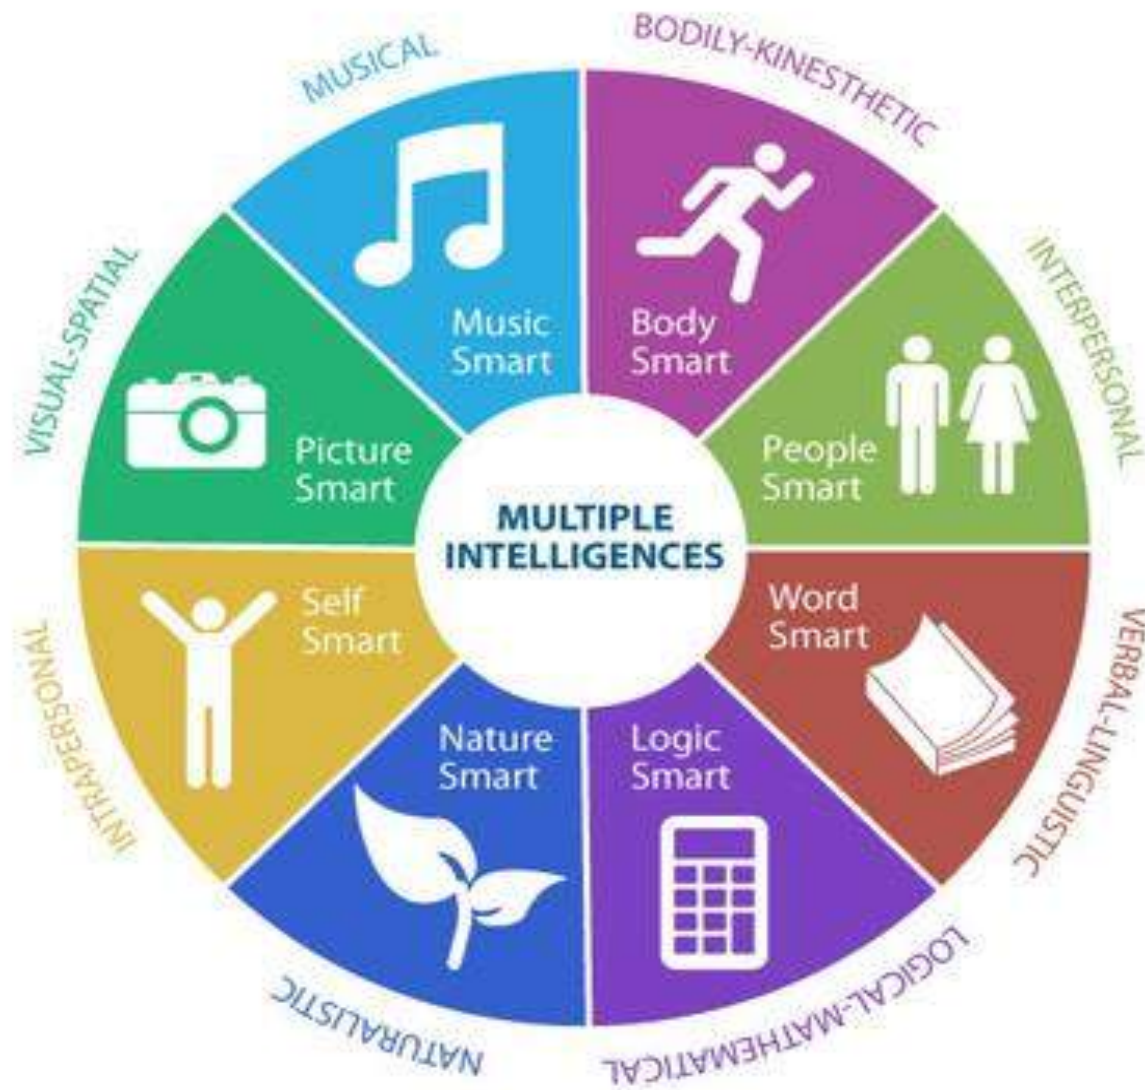 MUSICAL
BODILY-KINESTHETIC
INTERPERSONAL
VERBAL-LINGUISTIC
LOGICAL-MATHEMATICAL
NATURALISTIC
INTRAPERSONAL
VISUAL-SPATIAL
Music
Smart
Body
Smart
People
Smart
Word
Smart
Logic
Smart
Nature
Smart
Self
Smart
Picture
Smart
MULTIPLE
INTELLIGENCES